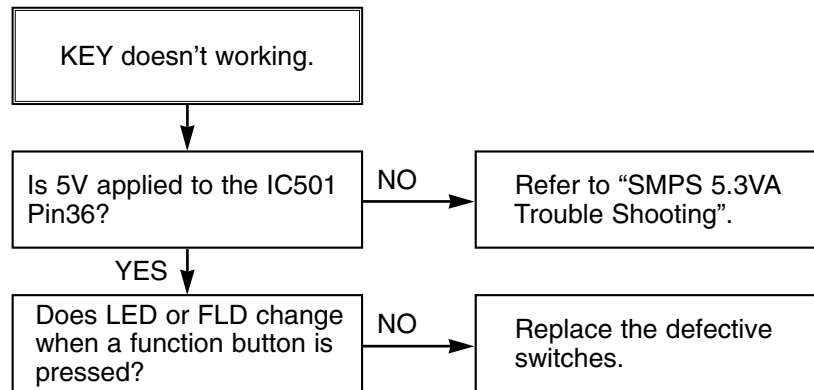 KEY doesn't working.
Is 5V applied to the IC501
Pin36?
NO
Refer to “SMPS 5.3VA
Trouble Shooting”.
YES
Does LED or FLD change
when a function button is
pressed?
NO
Replace the defective
switches.